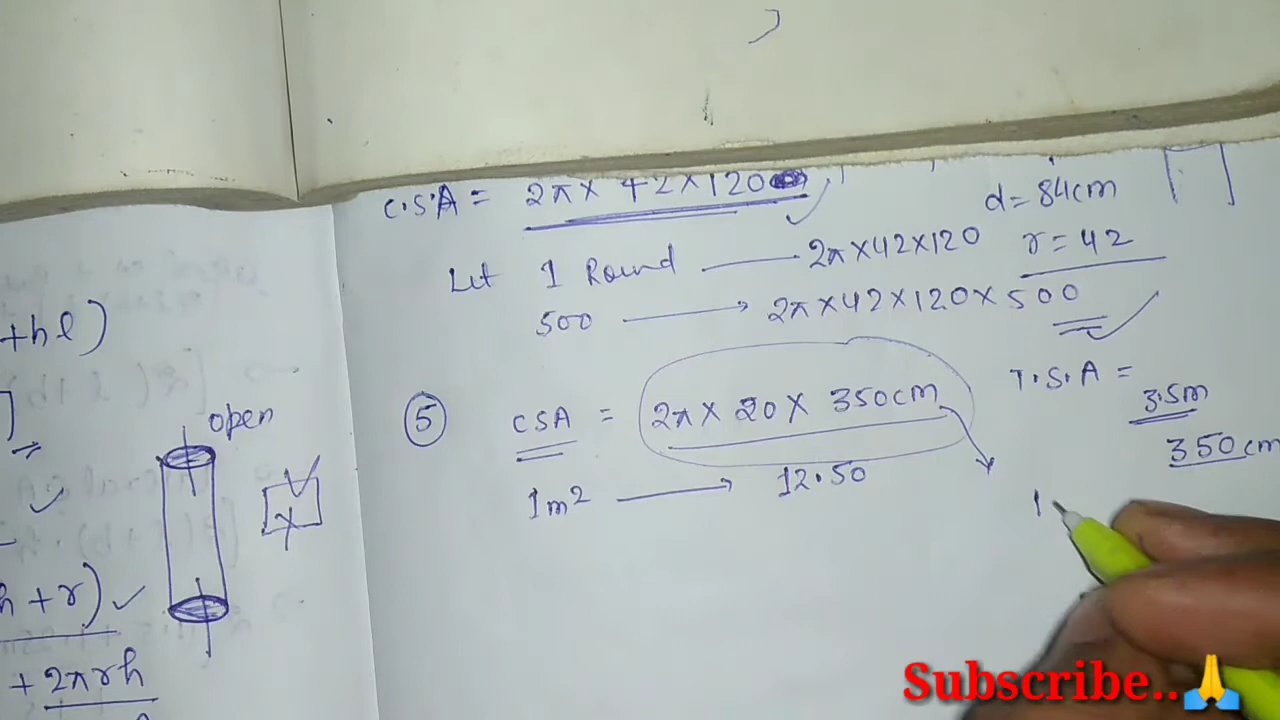 C.S.A = 2π × 42 × 120
d = 84cm
r = 42
Let 1 Round —— 2π×42×120
500 → 2π×42×120×500
+hl)
]
open
⑤ CSA = 2π × 20 × 350cm
T.S.A =
3.5m
350cm
1m² → 12.50
h + r)
+ 2πrh
Subscribe..🙏